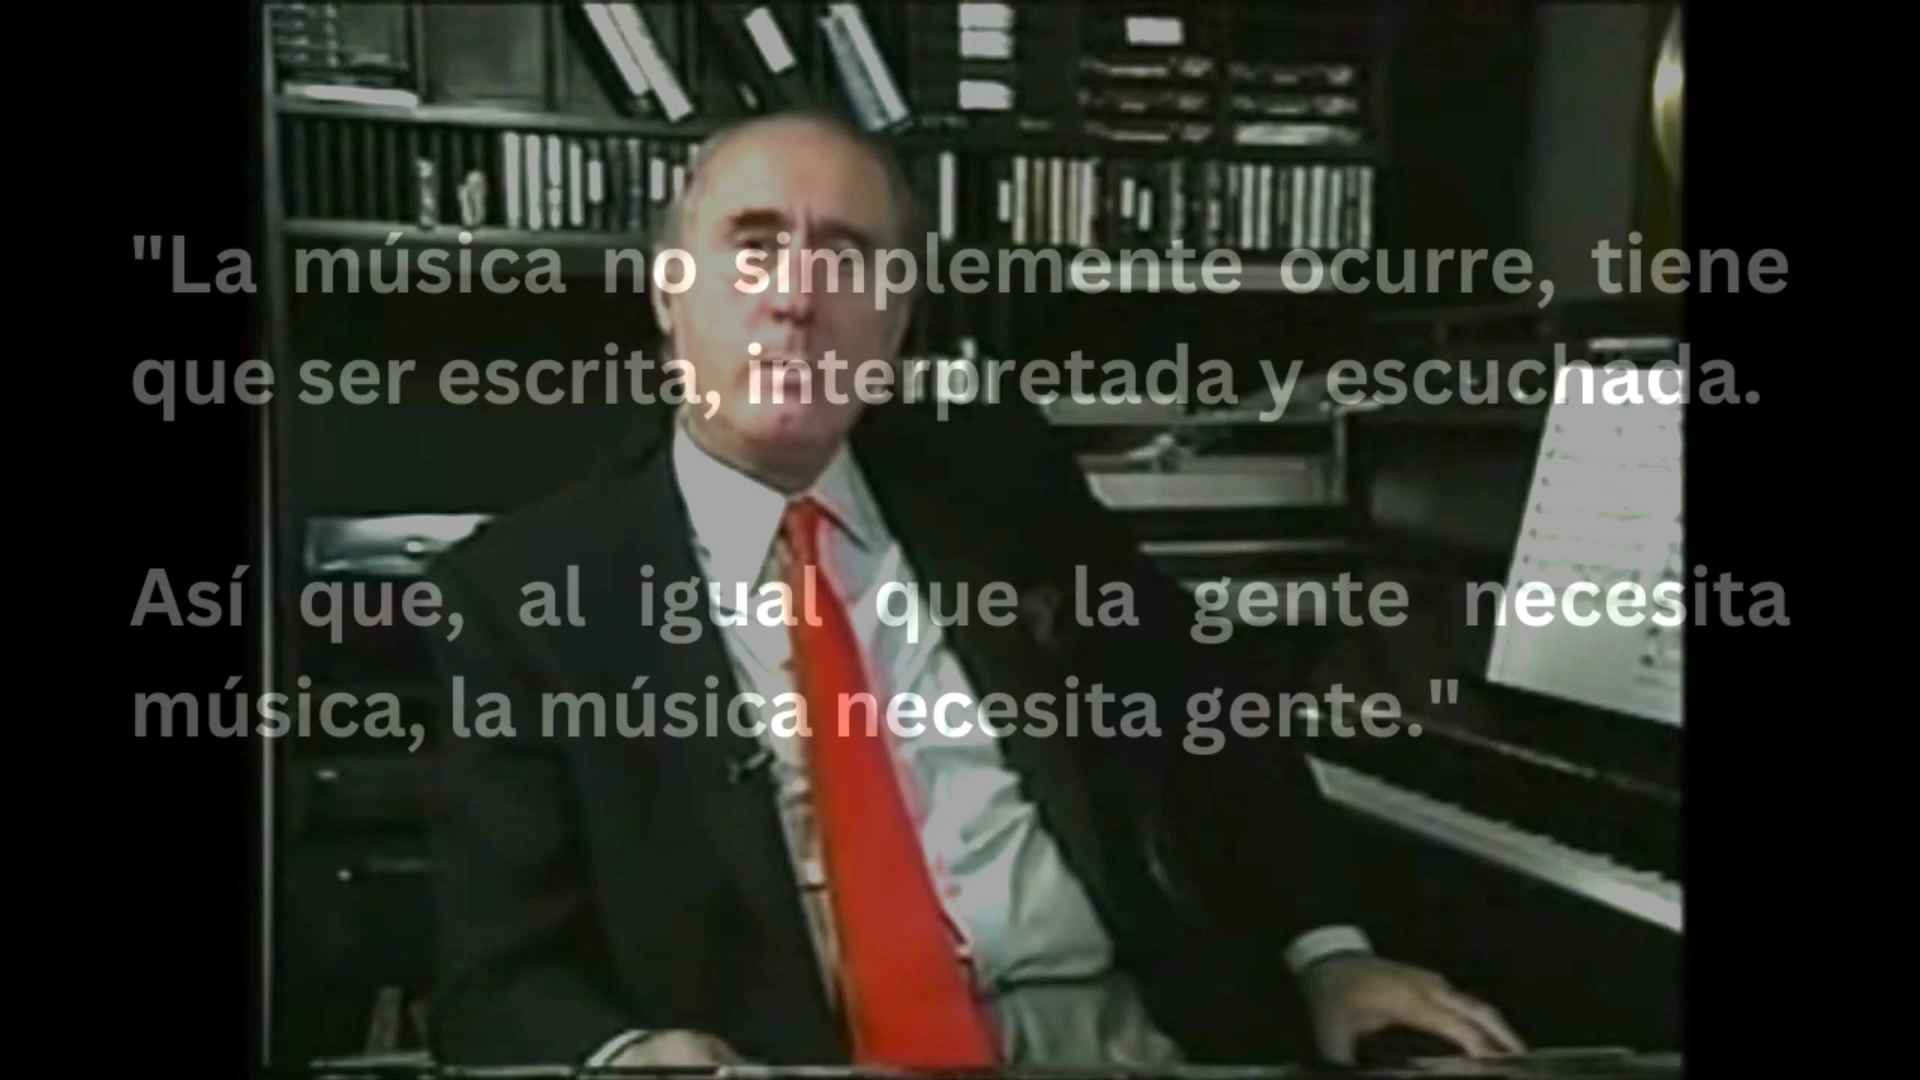 "La música no simplemente ocurre, tiene
que ser escrita, interpretada y escuchada.
Así que, al igual que la gente necesita
música, la música necesita gente."